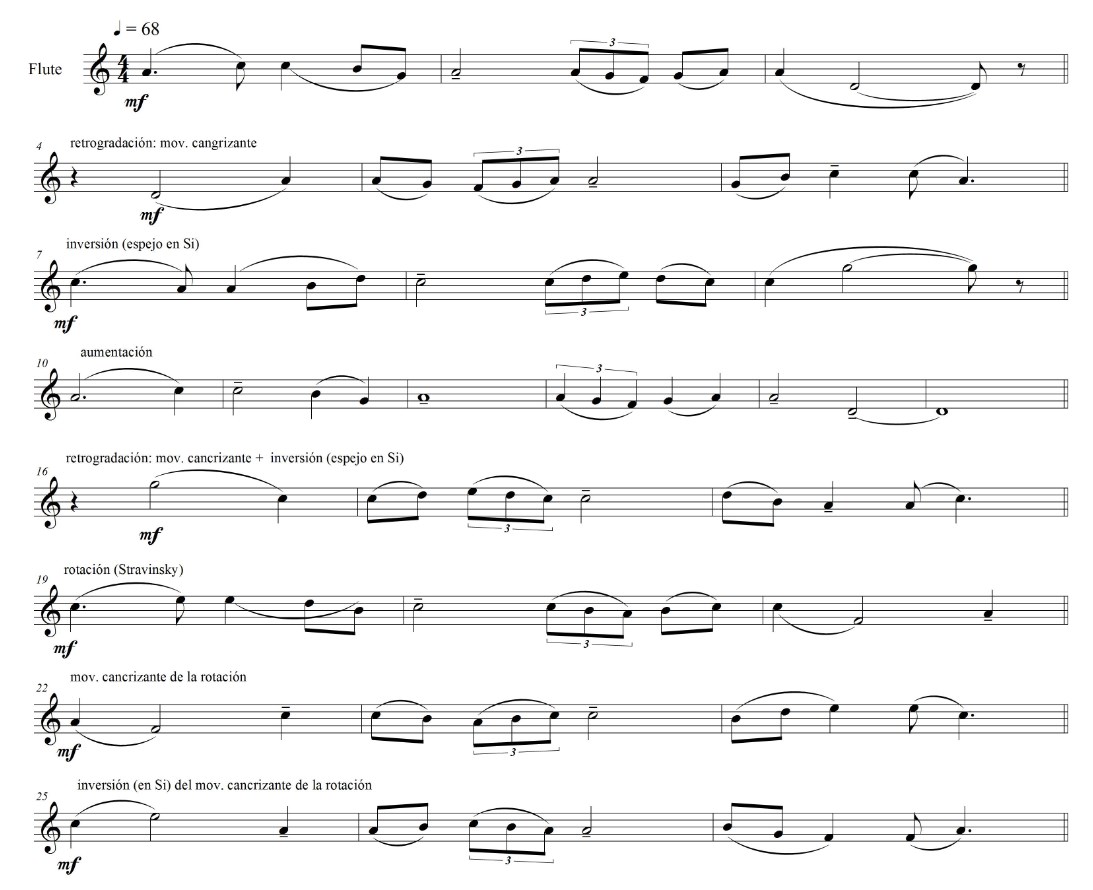 ♩ = 68
Flute
4
4
3
mf
4
retrogradación: mov. cangrizante
3
mf
7
inversión (espejo en Si)
mf
3
10
aumentación
3
16
retrogradación: mov. cancrizante + inversión (espejo en Si)
mf
3
19
rotación (Stravinsky)
mf
3
22
mov. cancrizante de la rotación
mf
3
25
inversión (en Si) del mov. cancrizante de la rotación
mf
3